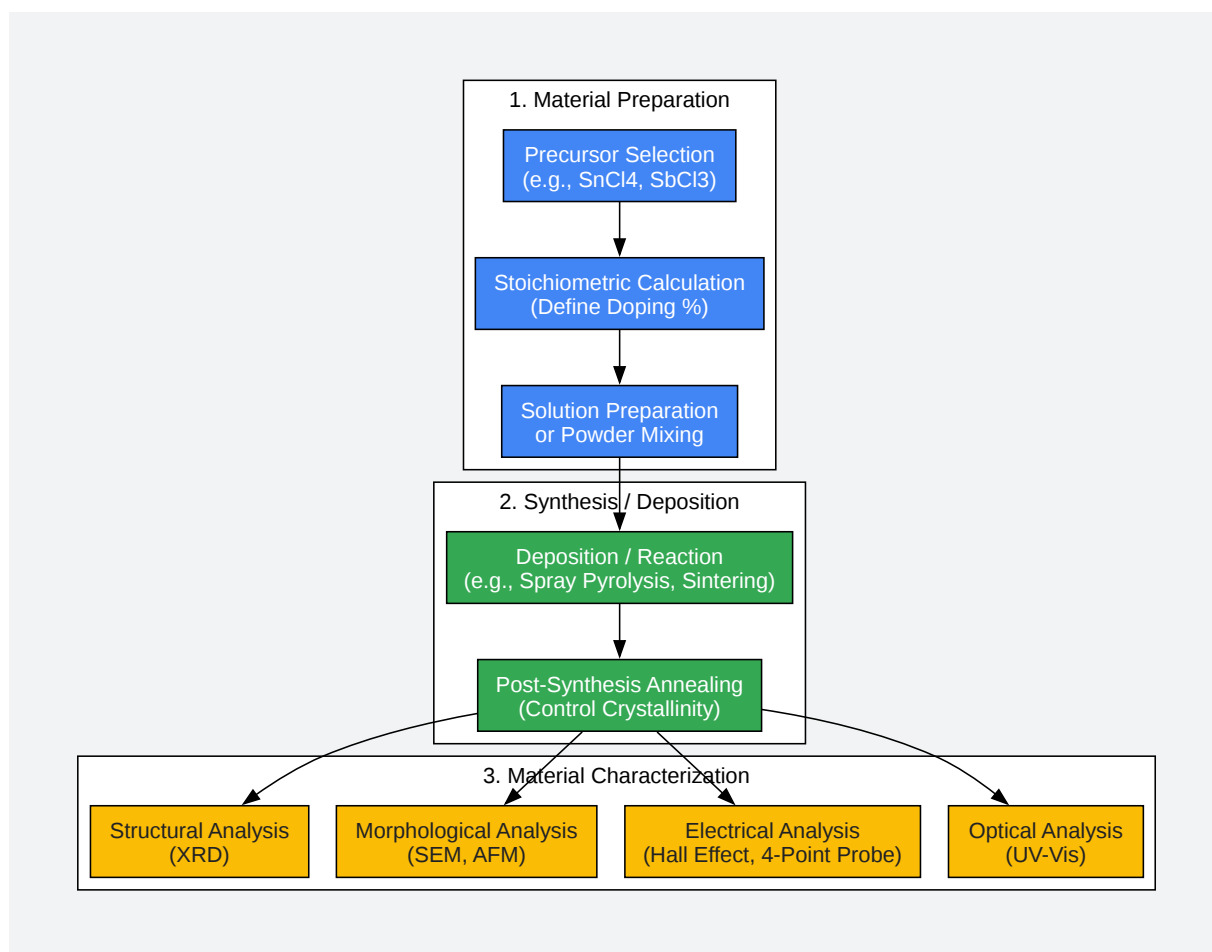 1. Material Preparation
Precursor Selection
(e.g., SnCl4, SbCl3)
Stoichiometric Calculation
(Define Doping %)
Solution Preparation
or Powder Mixing
2. Synthesis / Deposition
Deposition / Reaction
(e.g., Spray Pyrolysis, Sintering)
Post-Synthesis Annealing
(Control Crystallinity)
3. Material Characterization
Structural Analysis
(XRD)
Morphological Analysis
(SEM, AFM)
Electrical Analysis
(Hall Effect, 4-Point Probe)
Optical Analysis
(UV-Vis)